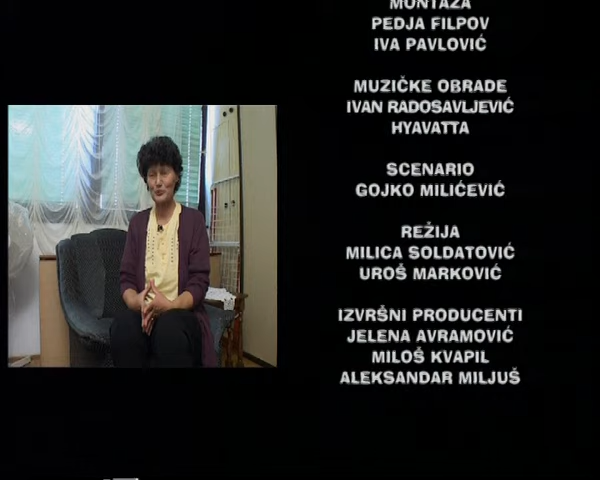 MONTAŽA
PEDJA FILPOV
IVA PAVLOVIĆ
MUZIČKE OBRADE
IVAN RADOSAVLJEVIĆ
HYAVATTA
SCENARIO
GOJKO MILIĆEVIĆ
REŽIJA
MILICA SOLDATOVIĆ
UROŠ MARKOVIĆ
IZVRŠNI PRODUCENTI
JELENA AVRAMOVIĆ
MILOŠ KVAPIL
ALEKSANDAR MILJUŠ